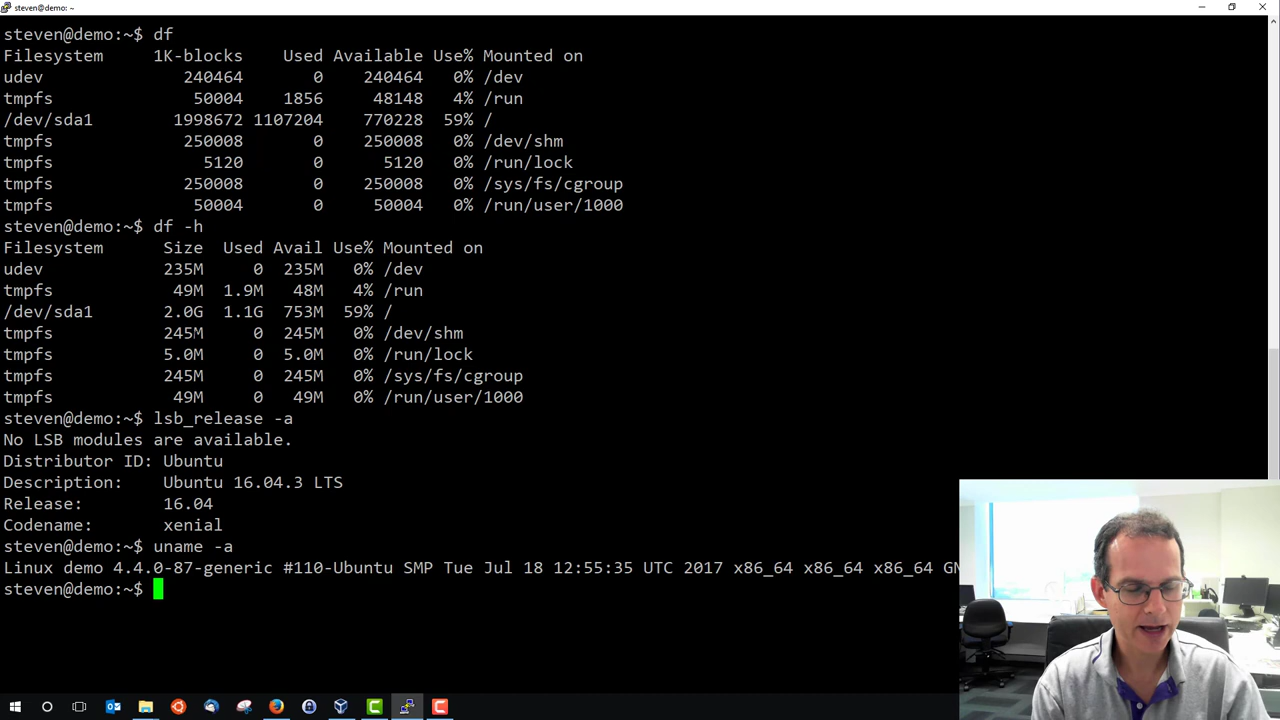 steven@demo: ~
steven@demo:~$ df
Filesystem     1K-blocks    Used Available Use% Mounted on
udev              240464       0    240464   0% /dev
tmpfs              50004    1856     48148   4% /run
/dev/sda1        1998672 1107204    770228  59% /
tmpfs             250008       0    250008   0% /dev/shm
tmpfs               5120       0      5120   0% /run/lock
tmpfs             250008       0    250008   0% /sys/fs/cgroup
tmpfs              50004       0     50004   0% /run/user/1000
steven@demo:~$ df -h
Filesystem      Size  Used Avail Use% Mounted on
udev            235M     0  235M   0% /dev
tmpfs            49M  1.9M   48M   4% /run
/dev/sda1       2.0G  1.1G  753M  59% /
tmpfs           245M     0  245M   0% /dev/shm
tmpfs           5.0M     0  5.0M   0% /run/lock
tmpfs           245M     0  245M   0% /sys/fs/cgroup
tmpfs            49M     0   49M   0% /run/user/1000
steven@demo:~$ lsb_release -a
No LSB modules are available.
Distributor ID: Ubuntu
Description:    Ubuntu 16.04.3 LTS
Release:        16.04
Codename:       xenial
steven@demo:~$ uname -a
Linux demo 4.4.0-87-generic #110-Ubuntu SMP Tue Jul 18 12:55:35 UTC 2017 x86_64 x86_64 x86_64 GN
steven@demo:~$